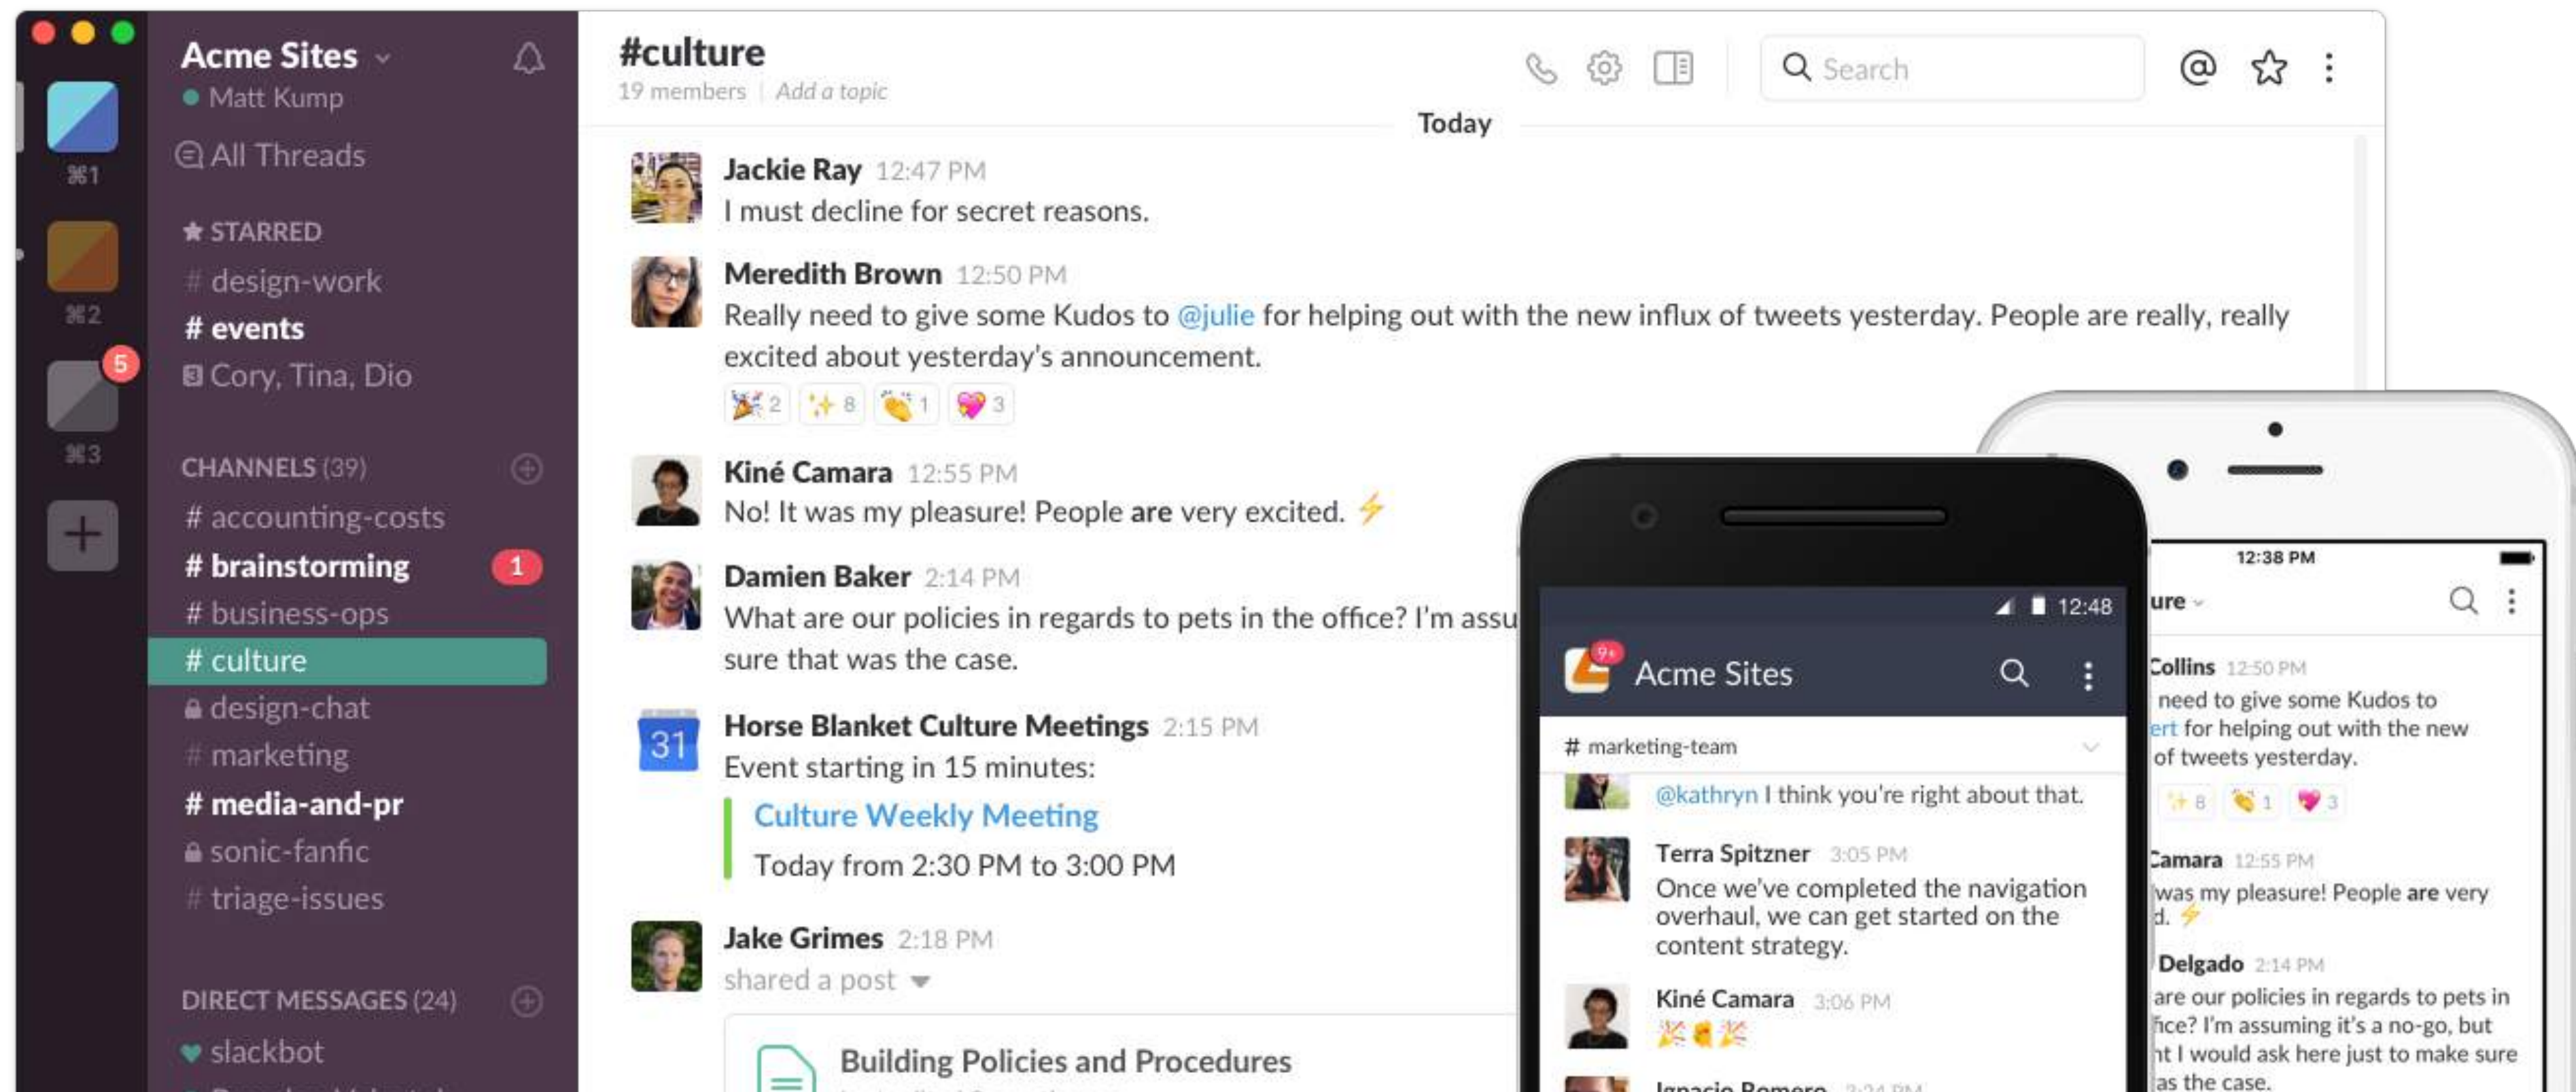 Acme Sites
Matt Kump
All Threads
⌘1
⌘2
5
⌘3
STARRED
# design-work
# events
3 Cory, Tina, Dio
CHANNELS (39)
# accounting-costs
# brainstorming 1
# business-ops
# culture
design-chat
# marketing
# media-and-pr
sonic-fanfic
# triage-issues
DIRECT MESSAGES (24)
slackbot
#culture
19 members | Add a topic
Search
Today
Jackie Ray 12:47 PM
I must decline for secret reasons.
Meredith Brown 12:50 PM
Really need to give some Kudos to @julie for helping out with the new influx of tweets yesterday. People are really, really
excited about yesterday's announcement.
🎉 2 ✨ 8 👏 1 💖 3
Kiné Camara 12:55 PM
No! It was my pleasure! People are very excited. ⚡
Damien Baker 2:14 PM
What are our policies in regards to pets in the office? I'm assu
sure that was the case.
31
Horse Blanket Culture Meetings 2:15 PM
Event starting in 15 minutes:
Culture Weekly Meeting
Today from 2:30 PM to 3:00 PM
Jake Grimes 2:18 PM
shared a post
Building Policies and Procedures
12:48
9+
Acme Sites
# marketing-team
@kathryn I think you're right about that.
Terra Spitzner 3:05 PM
Once we've completed the navigation
overhaul, we can get started on the
content strategy.
Kiné Camara 3:06 PM
Ignacio Romero 3:24 PM
12:38 PM
ure
Collins 12:50 PM
need to give some Kudos to
ert for helping out with the new
of tweets yesterday.
✨ 8 👏 1 💖 3
Camara 12:55 PM
was my pleasure! People are very
d. ⚡
Delgado 2:14 PM
are our policies in regards to pets in
fice? I'm assuming it's a no-go, but
ht I would ask here just to make sure
as the case.